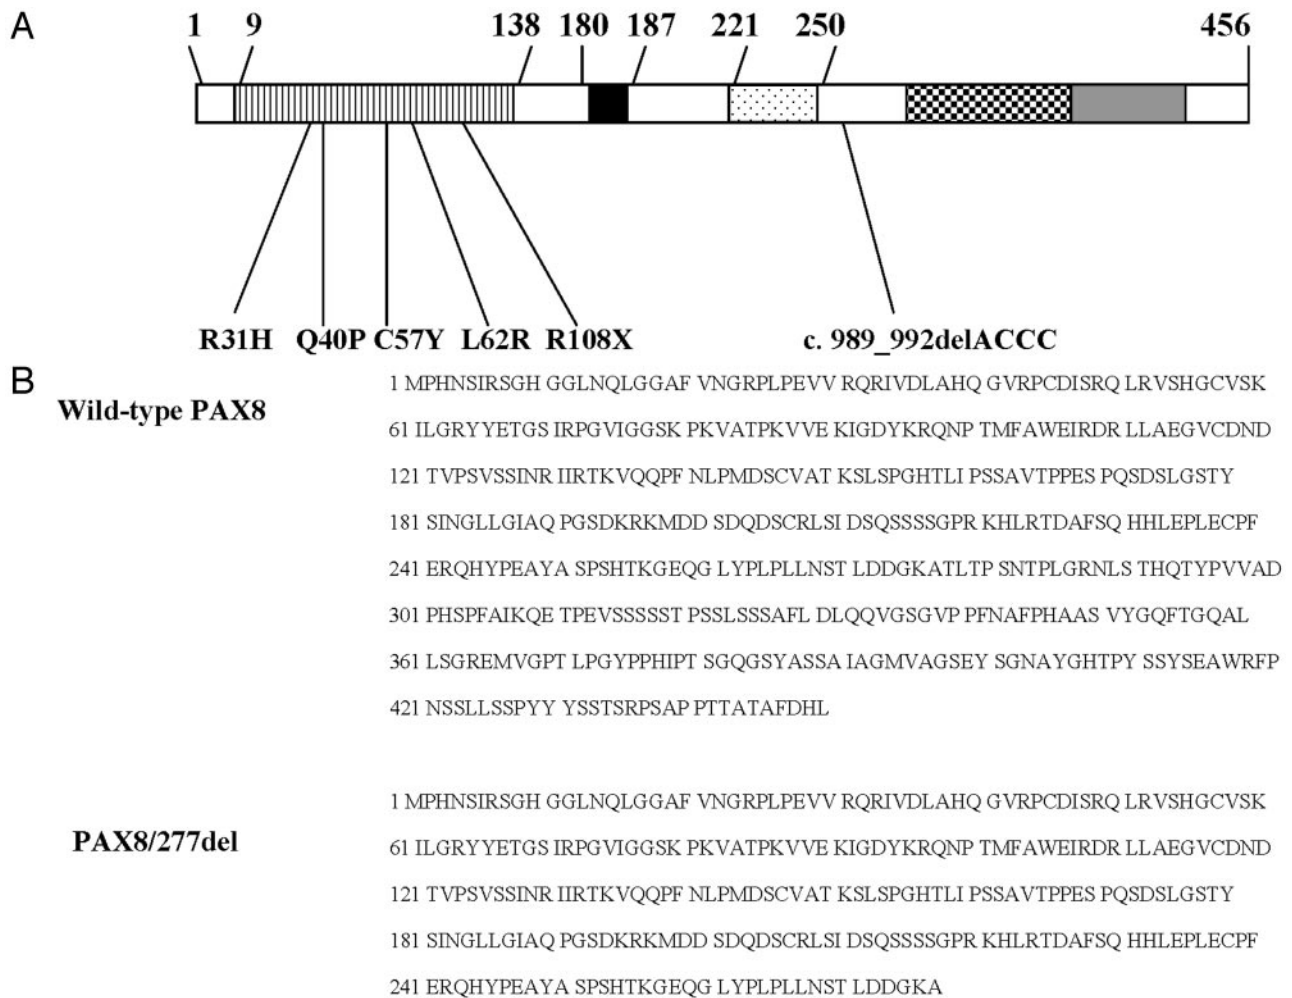 A
1 9 138 180 187 221 250 456
R31H Q40P C57Y L62R R108X c. 989_992delACCC
B
Wild-type PAX8
1 MPHNSIRSGH GGLNQLGGAF VNGRPLPEVV RQRIVDLAHQ GVRPCDISRQ LRVSHGCVSK
61 ILGRYYETGS IRPGVIGGSK PKVATPKVVE KIGDYKRQNP TMFAWEIRDR LLAEGVCDND
121 TVPSVSSINR IIRTKVQQPF NLPMDSCVAT KSLSPGHTLI PSSAVTPPES PQSDSLGSTY
181 SINGLLGIAQ PGSDKRKMDD SDQDSCRLSI DSQSSSSGPR KHLRTDAFSQ HHLEPLECPF
241 ERQHYPEAYA SPSHTKGEQG LYPLPLLNST LDDGKATLTP SNTPLGRNLS THQTYPVVAD
301 PHSPFAIKQE TPEVSSSSST PSSLSSSAFL DLQQVGSGVP PFNAFPHAAS VYGQFTGQAL
361 LSGREMVGPT LPGYPPHIPT SGQGSYASSA IAGMVAGSEY SGNAYGHTPY SSYSEAWRFP
421 NSSLLSSPYY YSSTSRPSAP PTTATAFDHL
PAX8/277del
1 MPHNSIRSGH GGLNQLGGAF VNGRPLPEVV RQRIVDLAHQ GVRPCDISRQ LRVSHGCVSK
61 ILGRYYETGS IRPGVIGGSK PKVATPKVVE KIGDYKRQNP TMFAWEIRDR LLAEGVCDND
121 TVPSVSSINR IIRTKVQQPF NLPMDSCVAT KSLSPGHTLI PSSAVTPPES PQSDSLGSTY
181 SINGLLGIAQ PGSDKRKMDD SDQDSCRLSI DSQSSSSGPR KHLRTDAFSQ HHLEPLECPF
241 ERQHYPEAYA SPSHTKGEQG LYPLPLLNST LDDGKA